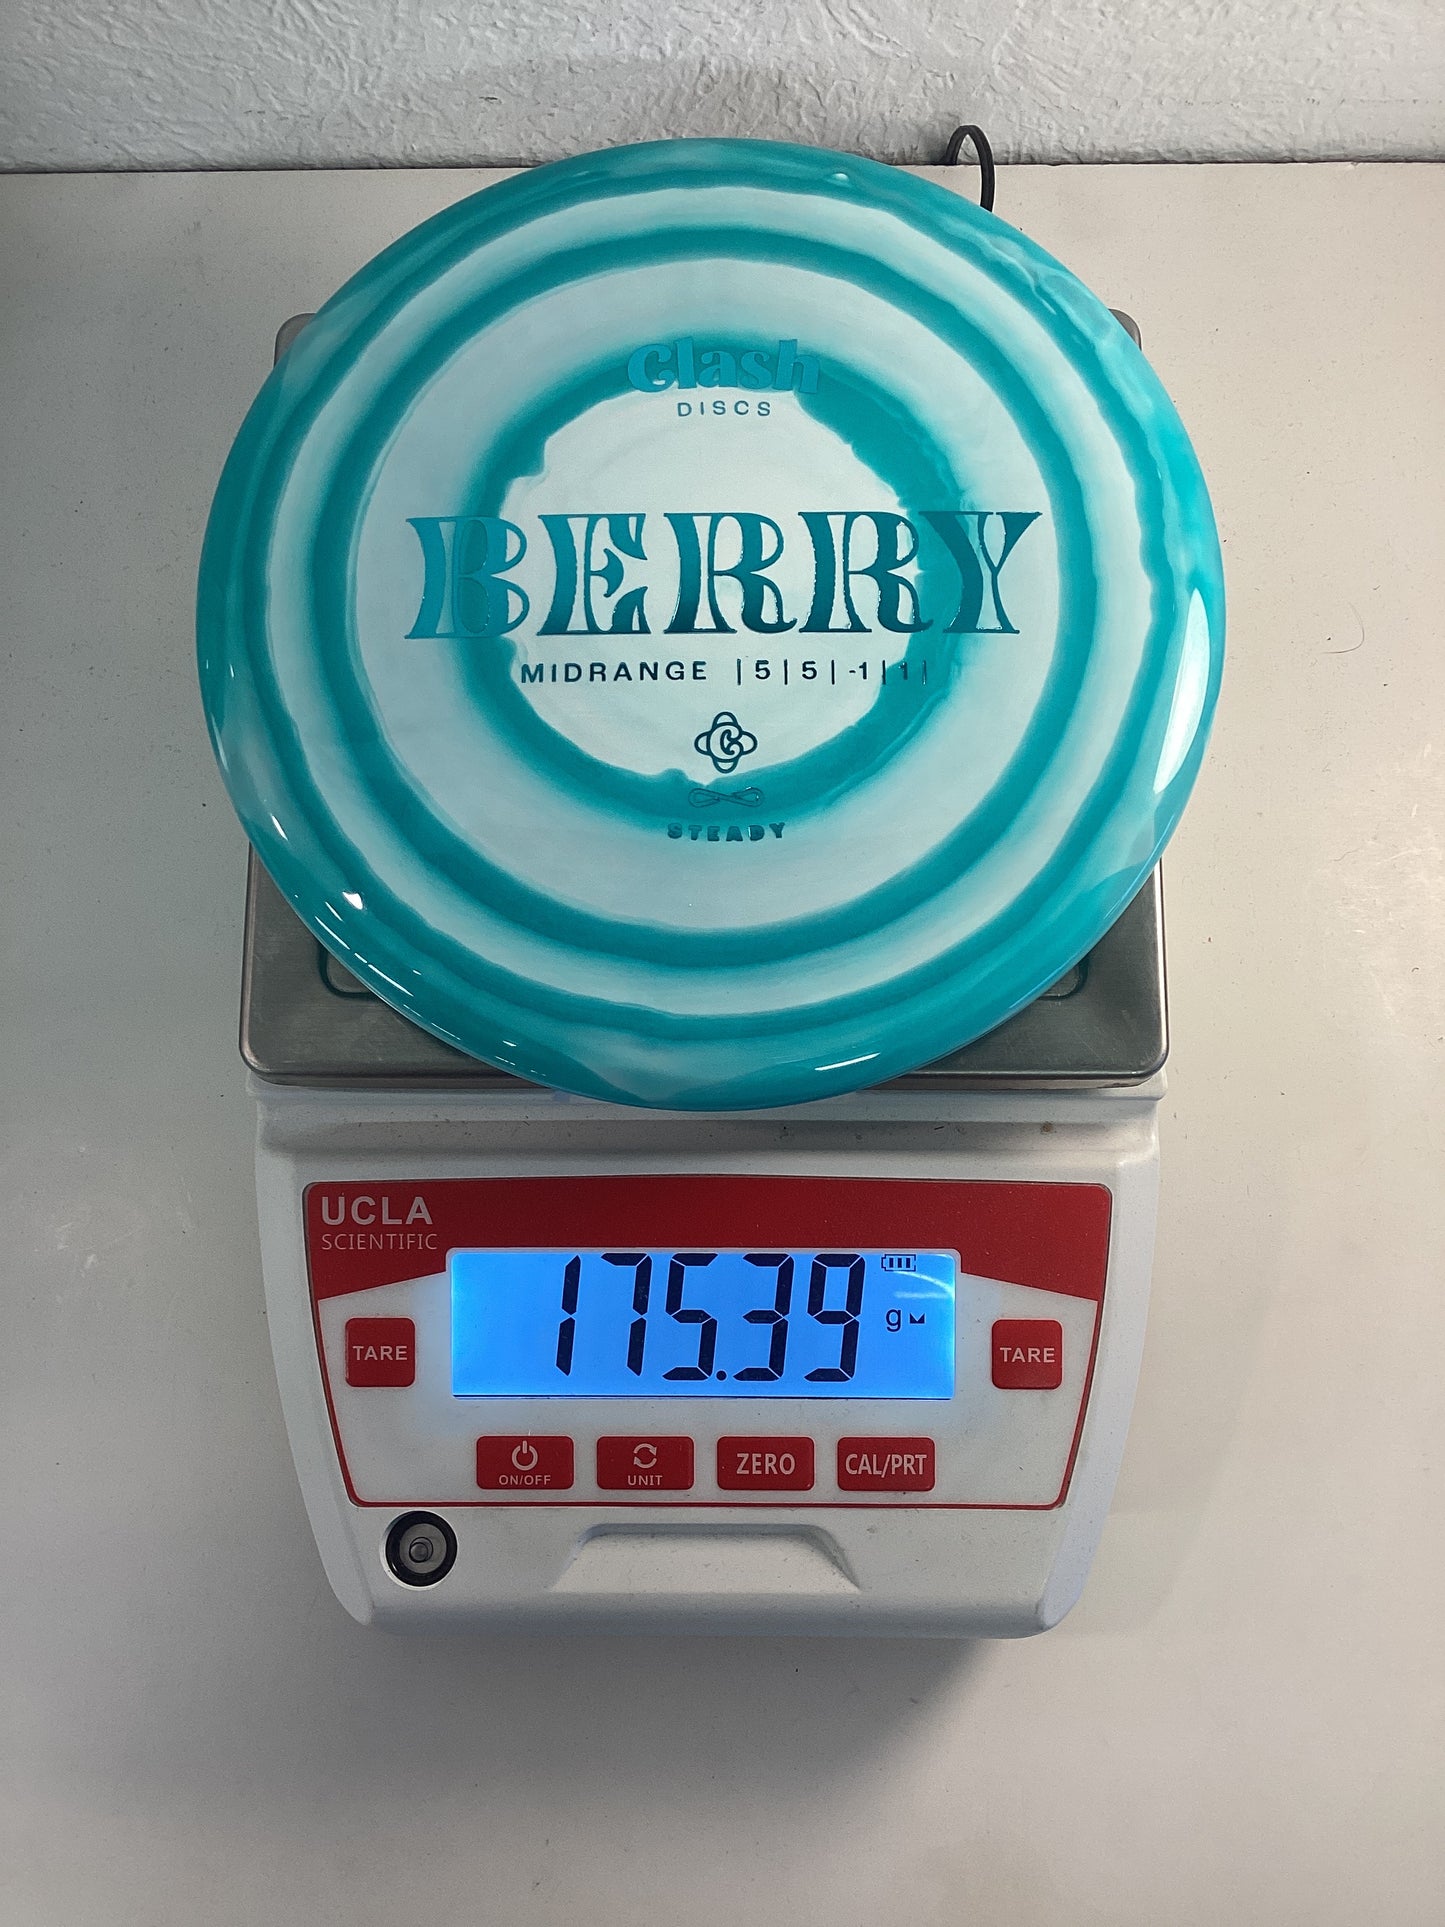 Clash
DISCS
BERRY
MIDRANGE | 5 | 5 | -1 | 1 |
C
STEADY
UCLA
SCIENTIFIC
175.39
g
TARE
TARE
ON/OFF
UNIT
ZERO
CAL/PRT